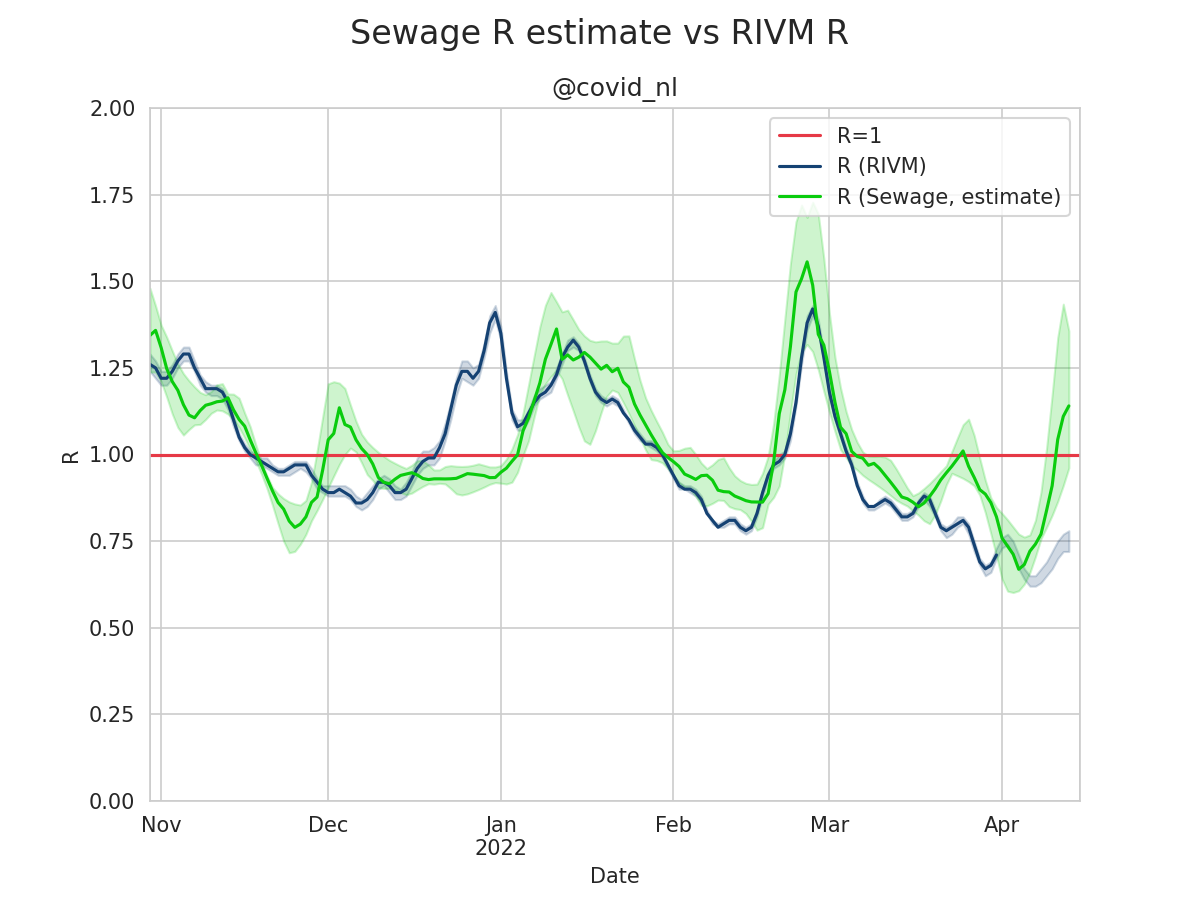 Sewage R estimate vs RIVM R
@covid_nl
2.00
R=1
R (RIVM)
R (Sewage, estimate)
1.75
1.50
1.25
1.00
R
0.75
0.50
0.25
0.00
Nov Dec Jan Feb Mar Apr
2022
Date